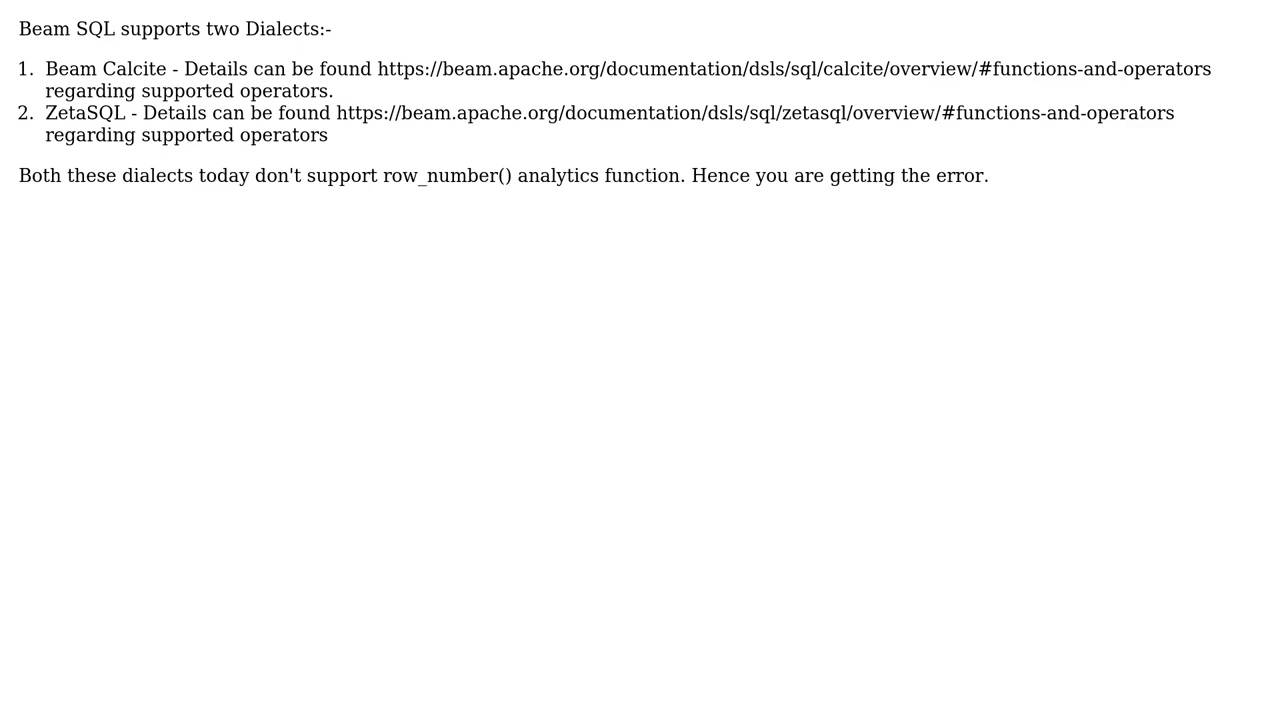 Beam SQL supports two Dialects:-
1. Beam Calcite - Details can be found https://beam.apache.org/documentation/dsls/sql/calcite/overview/#functions-and-operators
regarding supported operators.
2. ZetaSQL - Details can be found https://beam.apache.org/documentation/dsls/sql/zetasql/overview/#functions-and-operators
regarding supported operators
Both these dialects today don't support row_number() analytics function. Hence you are getting the error.